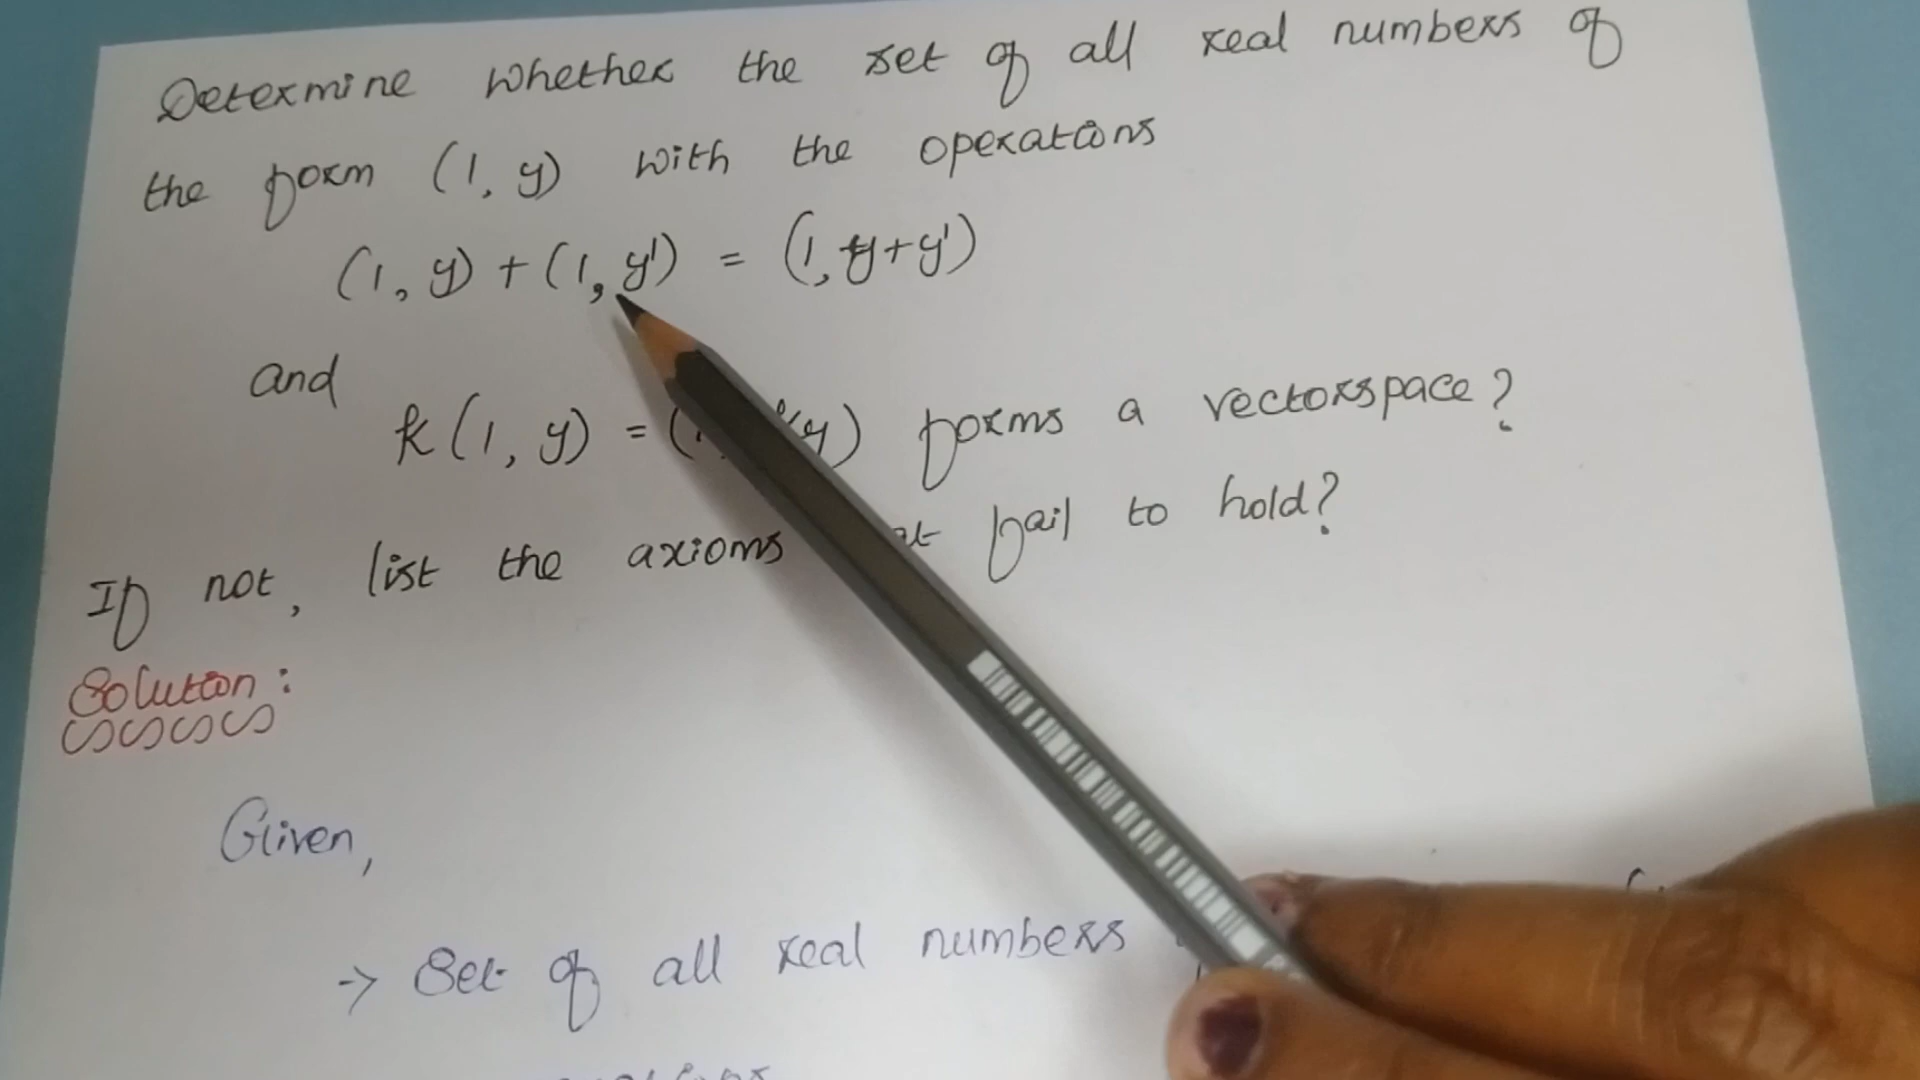 Determine whether the set of all real numbers of
the form (1, y) with the operations
(1, y) + (1, y') = (1, y+y')
and
k(1, y) = ( y) forms a vectorspace?
If not, list the axioms fail to hold?
Solution:
Given,
→ Set of all real numbers